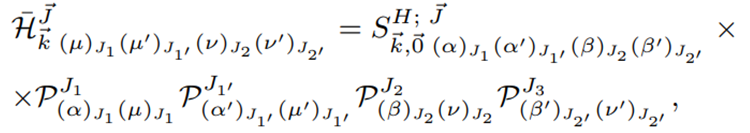 $\bar{\mathcal{H}}^{\vec{J}}_{\vec{k}\ (\mu)_{J_1}(\mu')_{J_{1'}}(\nu)_{J_2}(\nu')_{J_{2'}}} = S^{H;\ \vec{J}}_{\vec{k},\vec{0}\ (\alpha)_{J_1}(\alpha')_{J_{1'}}(\beta)_{J_2}(\beta')_{J_{2'}}} \times$
$\times \mathcal{P}^{J_1}_{(\alpha)_{J_1}(\mu)_{J_1}} \mathcal{P}^{J_{1'}}_{(\alpha')_{J_{1'}}(\mu')_{J_{1'}}} \mathcal{P}^{J_2}_{(\beta)_{J_2}(\nu)_{J_2}} \mathcal{P}^{J_3}_{(\beta')_{J_{2'}}(\nu')_{J_{2'}}},$